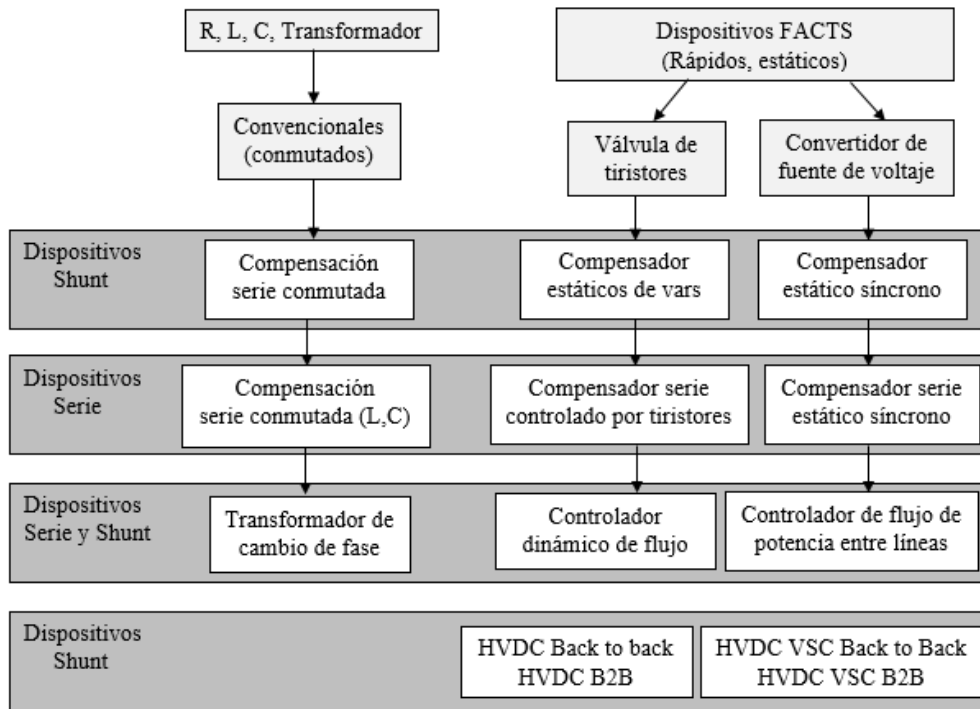 R, L, C, Transformador
Dispositivos FACTS
(Rápidos, estáticos)
Convencionales
(conmutados)
Válvula de
tiristores
Convertidor de
fuente de voltaje
Dispositivos
Shunt
Compensación
serie conmutada
Compensador
estáticos de vars
Compensador
estático síncrono
Dispositivos
Serie
Compensación
serie conmutada (L,C)
Compensador serie
controlado por tiristores
Compensador serie
estático síncrono
Dispositivos
Serie y Shunt
Transformador de
cambio de fase
Controlador
dinámico de flujo
Controlador de flujo de
potencia entre líneas
Dispositivos
Shunt
HVDC Back to back
HVDC B2B
HVDC VSC Back to Back
HVDC VSC B2B